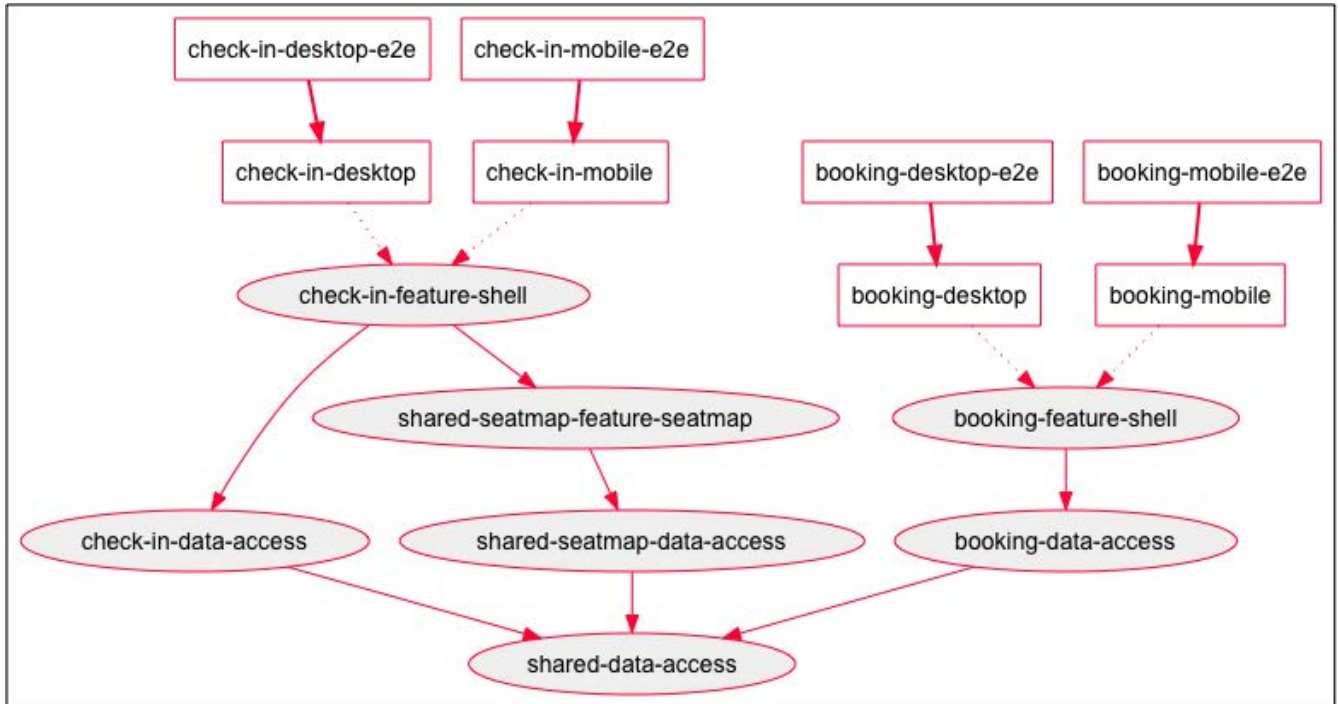 check-in-desktop-e2e
check-in-mobile-e2e
check-in-desktop
check-in-mobile
booking-desktop-e2e
booking-mobile-e2e
check-in-feature-shell
booking-desktop
booking-mobile
shared-seatmap-feature-seatmap
booking-feature-shell
check-in-data-access
shared-seatmap-data-access
booking-data-access
shared-data-access